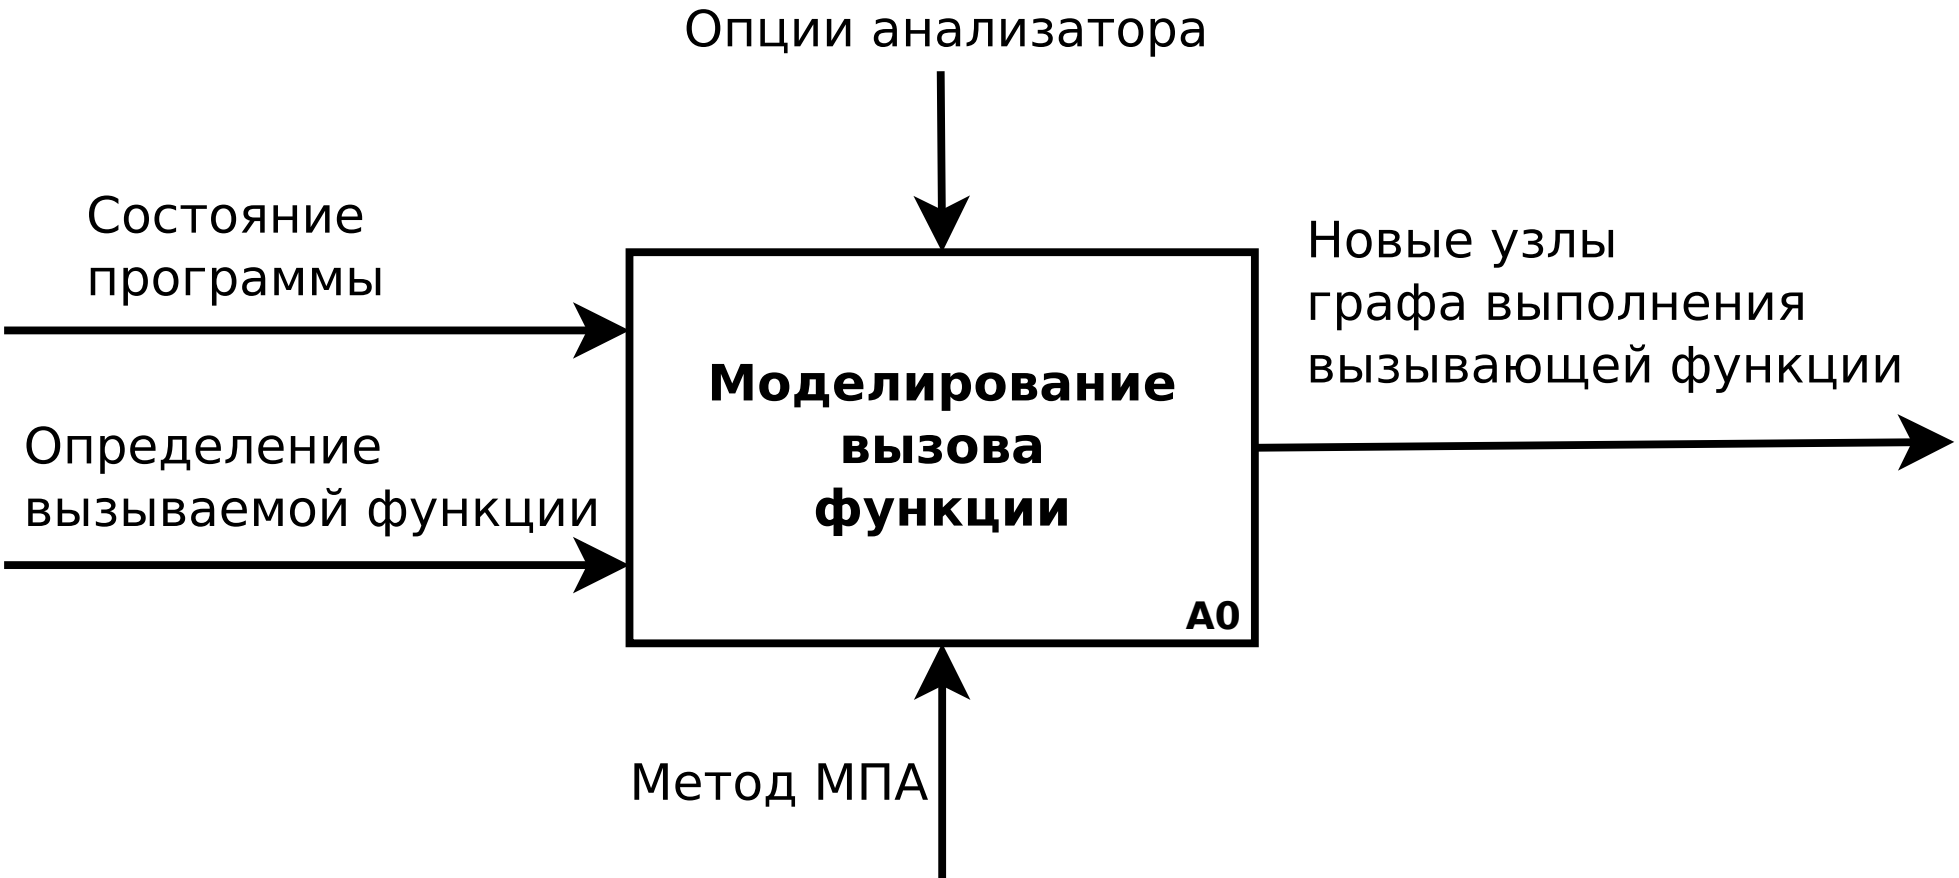 Опции анализатора
Состояние
программы
Определение
вызываемой функции
Моделирование
вызова
функции
A0
Новые узлы
графа выполнения
вызывающей функции
Метод МПА